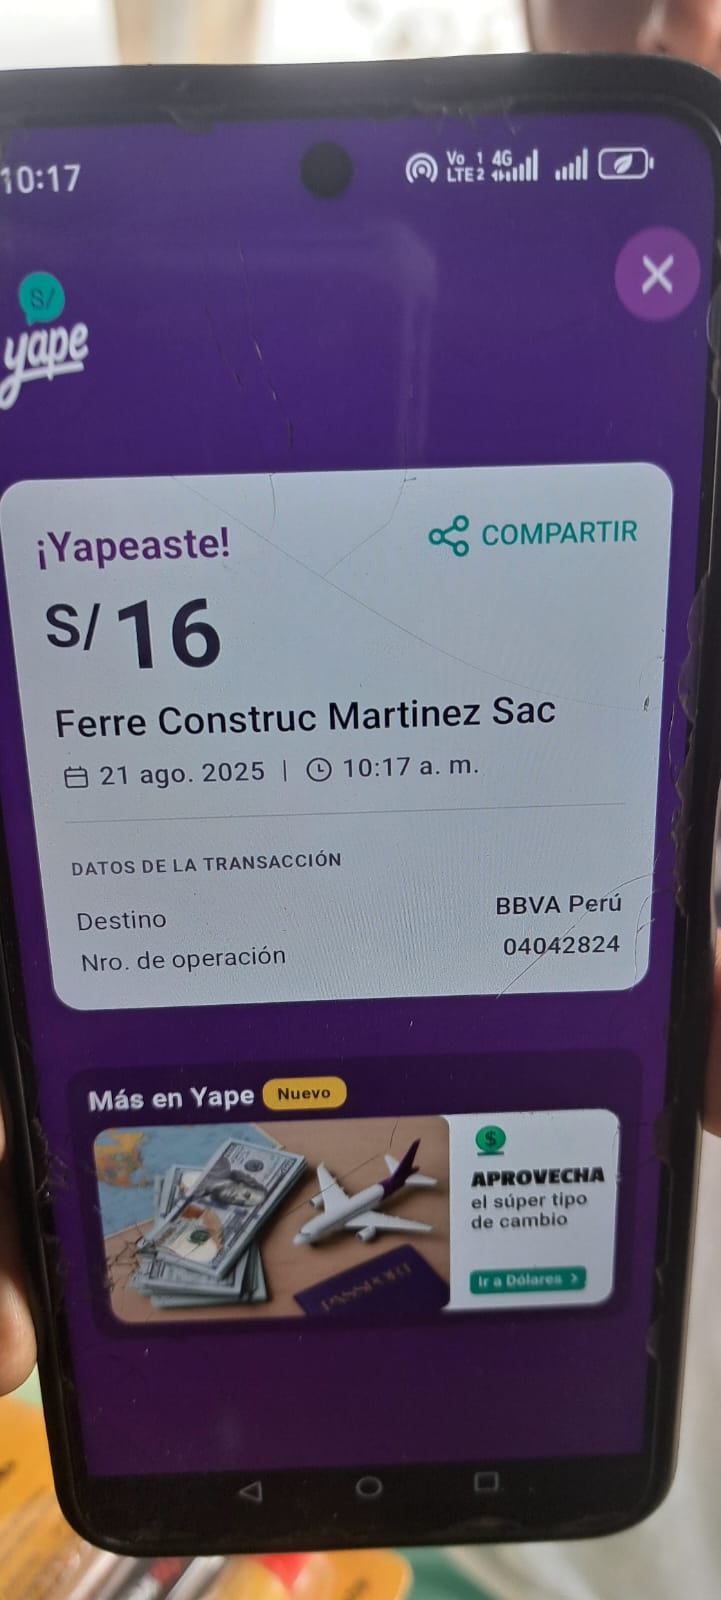 10:17
Vo 1 4G
LTE 2
S/
yape
¡Yapeaste!
COMPARTIR
S/ 16
Ferre Construc Martinez Sac
21 ago. 2025 | 10:17 a. m.
DATOS DE LA TRANSACCIÓN
Destino BBVA Perú
Nro. de operación 04042824
Más en Yape Nuevo
$
APROVECHA
el súper tipo
de cambio
Ir a Dólares >
PASSPORT